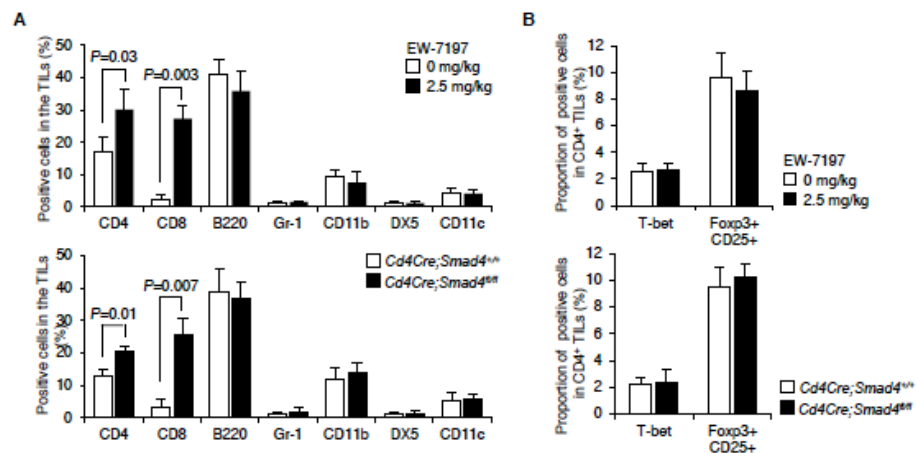 A
Positive cells in the TILs (%)
50
40
30
20
10
0
P=0.03
P=0.003
EW-7197
0 mg/kg
2.5 mg/kg
CD4 CD8 B220 Gr-1 CD11b DX5 CD11c
Positive cells in the TILs
(%)
50
40
30
20
10
0
P=0.01
P=0.007
Cd4Cre;Smad4+/+
Cd4Cre;Smad4fl/fl
CD4 CD8 B220 Gr-1 CD11b DX5 CD11c
B
Proportion of positive cells
in CD4+ TILs (%)
12
10
8
6
4
2
0
T-bet Foxp3+
CD25+
EW-7197
0 mg/kg
2.5 mg/kg
Proportion of positive cells
in CD4+ TILs (%)
12
10
8
6
4
2
0
T-bet Foxp3+
CD25+
Cd4Cre;Smad4+/+
Cd4Cre;Smad4fl/fl